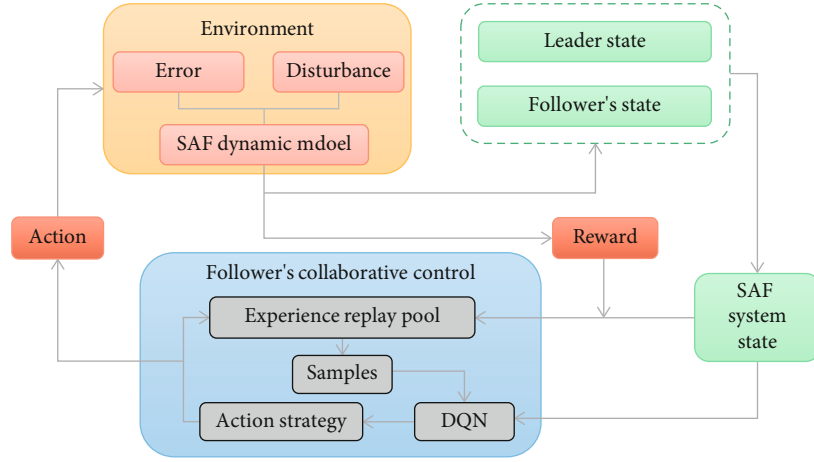 Environment
Error
Disturbance
SAF dynamic mdoel
Leader state
Follower's state
Action
Reward
Follower's collaborative control
Experience replay pool
Samples
Action strategy
DQN
SAF
system
state